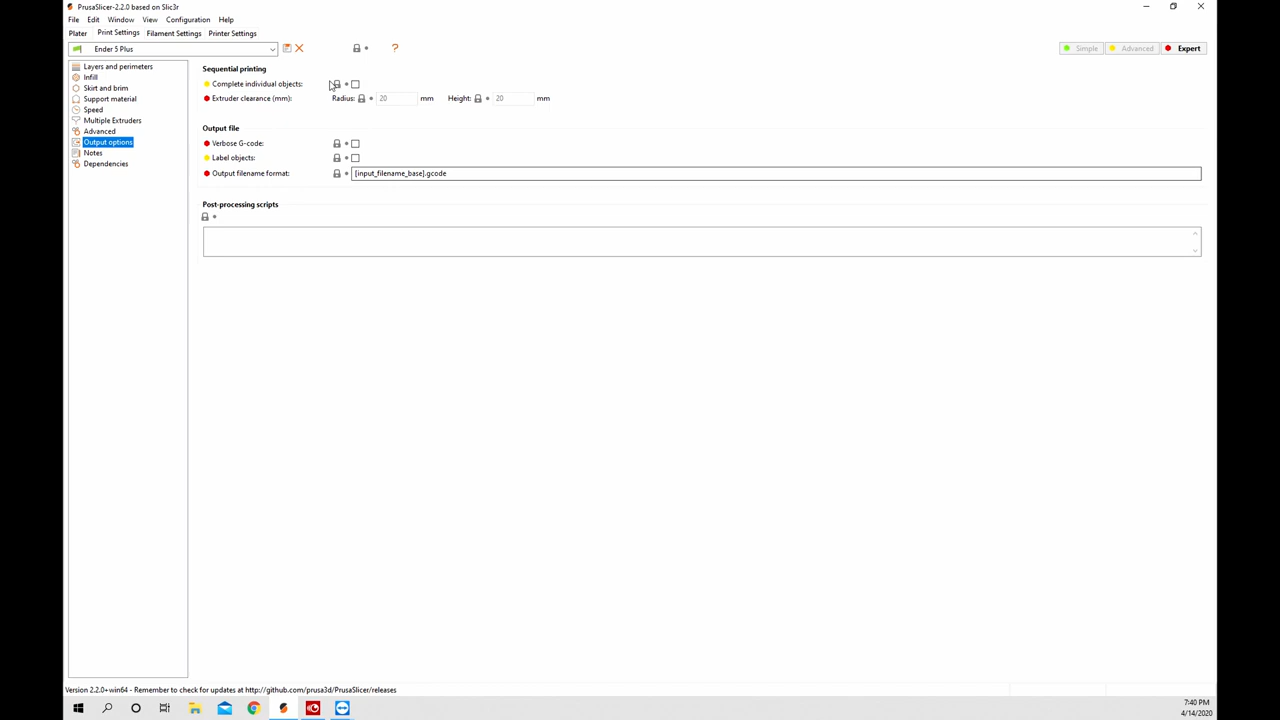 PrusaSlicer-2.2.0 based on Slic3r
File Edit Window View Configuration Help
Plater Print Settings Filament Settings Printer Settings
Ender 5 Plus
Simple Advanced Expert
Layers and perimeters
Infill
Skirt and brim
Support material
Speed
Multiple Extruders
Advanced
Output options
Notes
Dependencies
Sequential printing
Complete individual objects:
Extruder clearance (mm): Radius: 20 mm Height: 20 mm
Output file
Verbose G-code:
Label objects:
Output filename format: [input_filename_base].gcode
Post-processing scripts
Version 2.2.0+win64 - Remember to check for updates at http://github.com/prusa3d/PrusaSlicer/releases
7:40 PM
4/14/2020